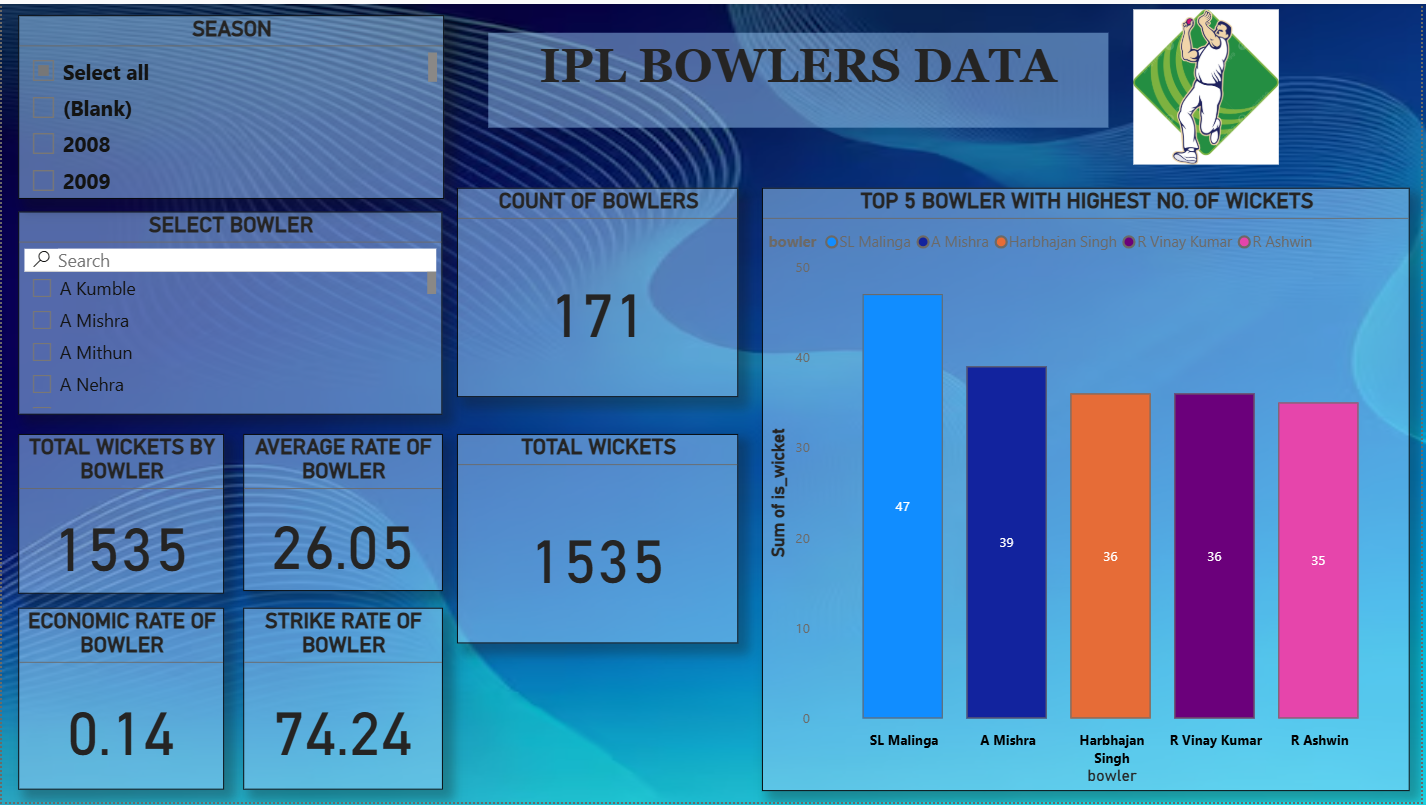 SEASON
Select all
(Blank)
2008
2009
IPL BOWLERS DATA
SELECT BOWLER
Search
A Kumble
A Mishra
A Mithun
A Nehra
COUNT OF BOWLERS
171
TOTAL WICKETS BY
BOWLER
1535
AVERAGE RATE OF
BOWLER
26.05
TOTAL WICKETS
1535
ECONOMIC RATE OF
BOWLER
0.14
STRIKE RATE OF
BOWLER
74.24
TOP 5 BOWLER WITH HIGHEST NO. OF WICKETS
bowler SL Malinga A Mishra Harbhajan Singh R Vinay Kumar R Ashwin
Sum of is_wicket
50
40
30
20
10
0
47
39
36
36
35
SL Malinga
A Mishra
Harbhajan
Singh
R Vinay Kumar
R Ashwin
bowler